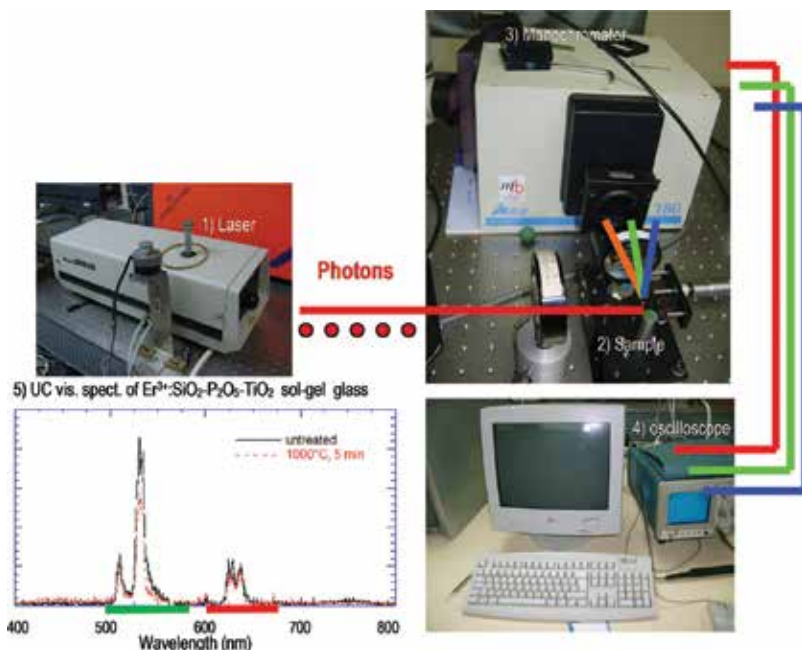 3) Monochromator
180
1) Laser
Photons
2) Sample
5) UC vis. spect. of Er³⁺:SiO₂-P₂O₅-TiO₂ sol-gel glass
untreated
1000°C, 5 min
4) oscilloscope
400 500 600 700 800
Wavelength (nm)